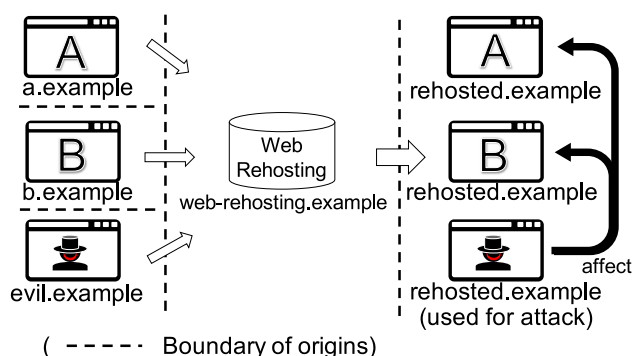 A
a.example
B
b.example
evil.example
Web
Rehosting
web-rehosting.example
A
rehosted.example
B
rehosted.example
rehosted.example
(used for attack)
affect
( ----- Boundary of origins)